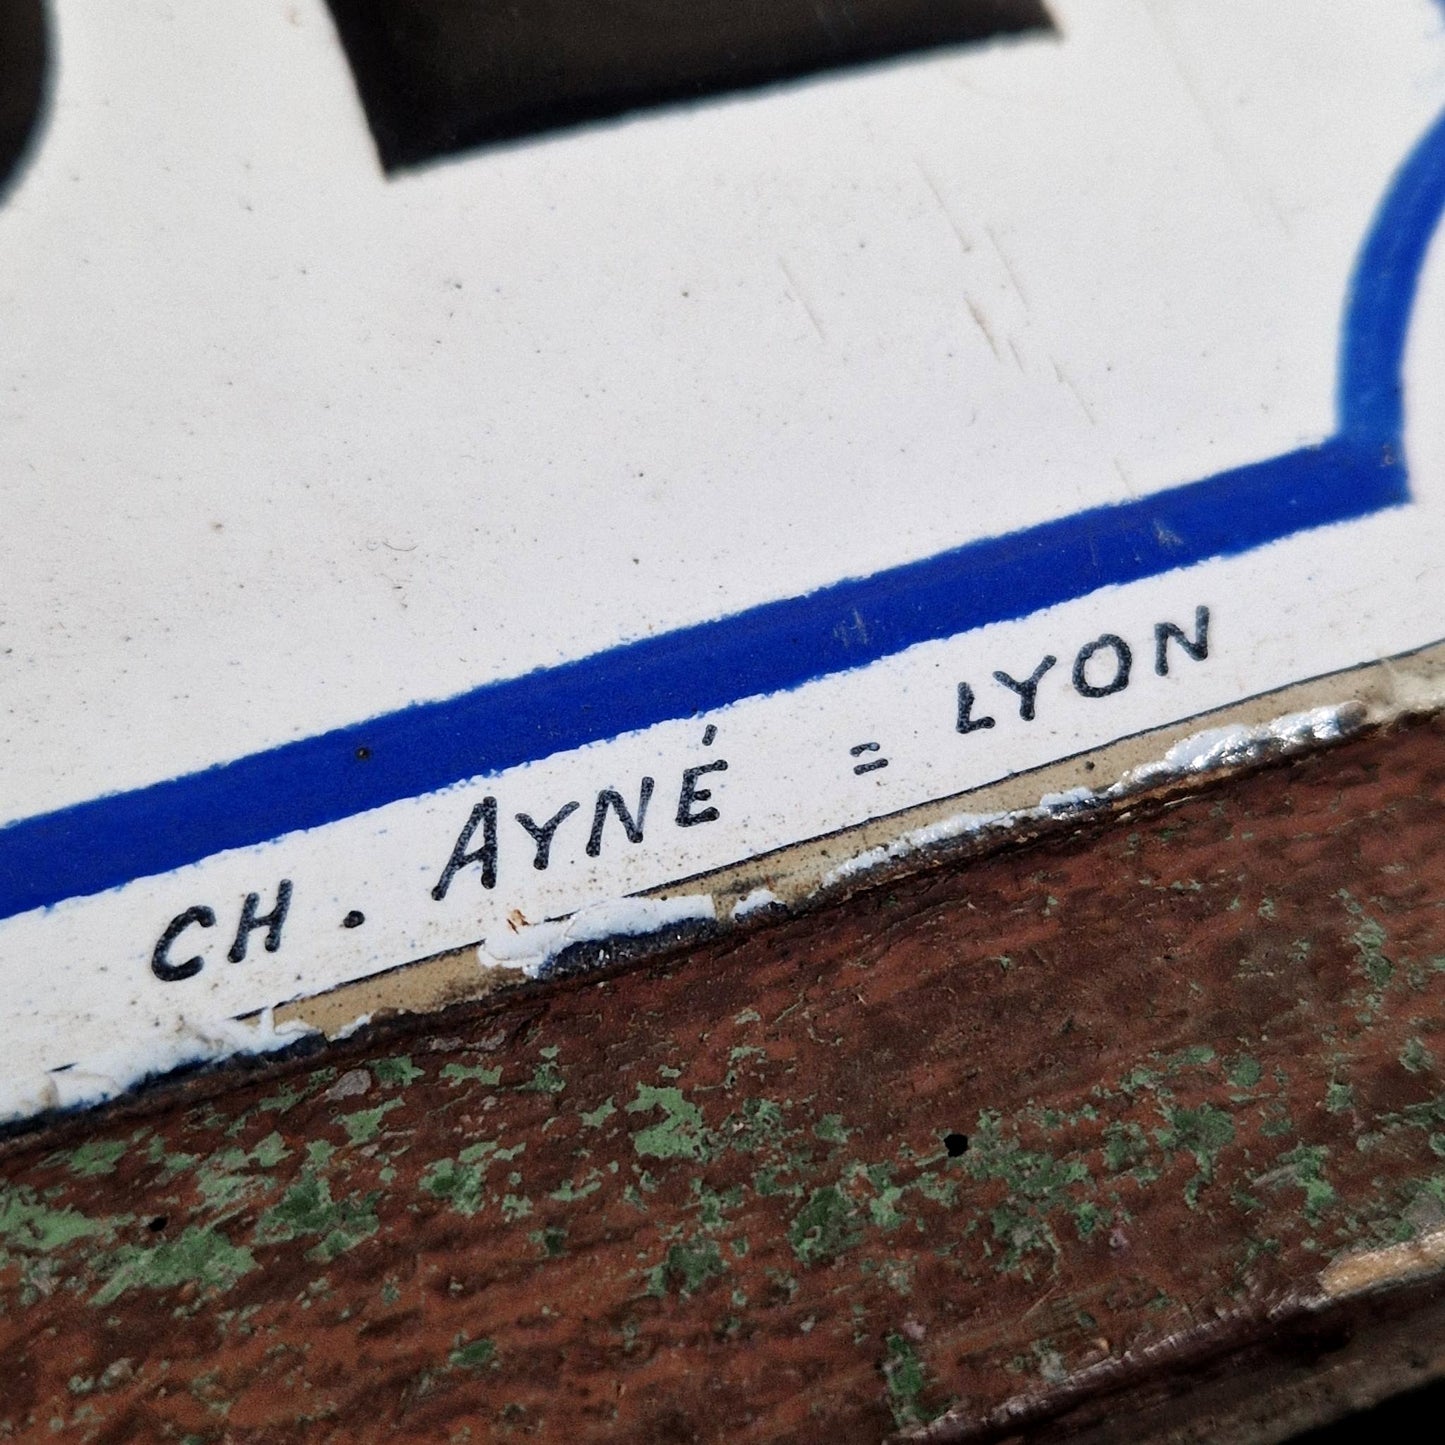 CH. AYNÉ = LYON